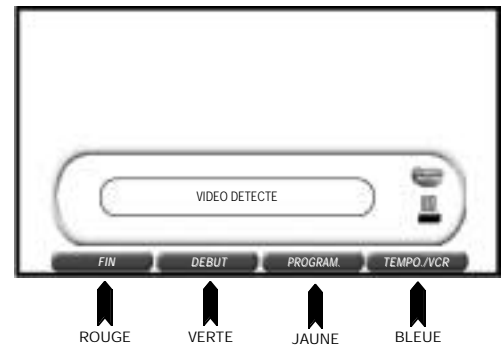 VIDEO DETECTE
FIN DEBUT PROGRAM. TEMPO./VCR
ROUGE VERTE JAUNE BLEUE